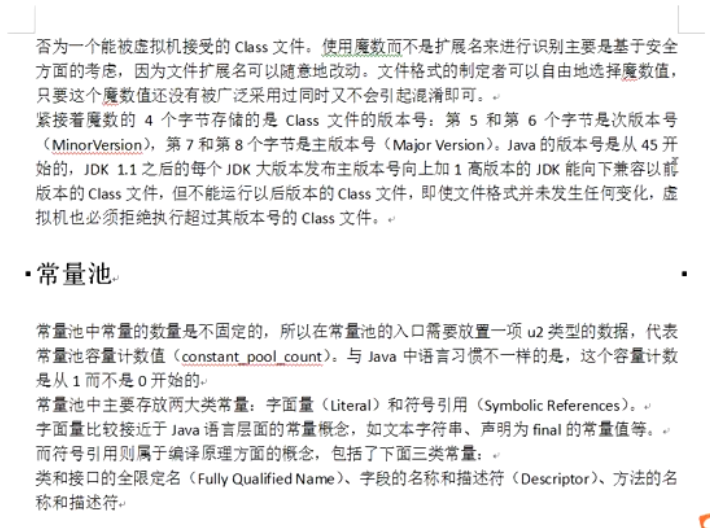 否为一个能被虚拟机接受的 Class 文件。使用魔数而不是扩展名来进行识别主要是基于安全
方面的考虑，因为文件扩展名可以随意地改动。文件格式的制定者可以自由地选择魔数值，
只要这个魔数值还没有被广泛采用过同时又不会引起混淆即可。
紧接着魔数的 4 个字节存储的是 Class 文件的版本号：第 5 和第 6 个字节是次版本号
（MinorVersion），第 7 和第 8 个字节是主版本号（Major Version）。Java 的版本号是从 45 开
始的，JDK 1.1 之后的每个 JDK 大版本发布主版本号向上加 1 高版本的 JDK 能向下兼容以前
版本的 Class 文件，但不能运行以后版本的 Class 文件，即使文件格式并未发生任何变化，虚
拟机也必须拒绝执行超过其版本号的 Class 文件。
常量池
常量池中常量的数量是不固定的，所以在常量池的入口需要放置一项 u2 类型的数据，代表
常量池容量计数值（constant_pool_count）。与 Java 中语言习惯不一样的是，这个容量计数
是从 1 而不是 0 开始的
常量池中主要存放两大类常量：字面量（Literal）和符号引用（Symbolic References）。
字面量比较接近于 Java 语言层面的常量概念，如文本字符串、声明为 final 的常量值等。
而符号引用则属于编译原理方面的概念，包括了下面三类常量：
类和接口的全限定名（Fully Qualified Name）、字段的名称和描述符（Descriptor）、方法的名
称和描述符